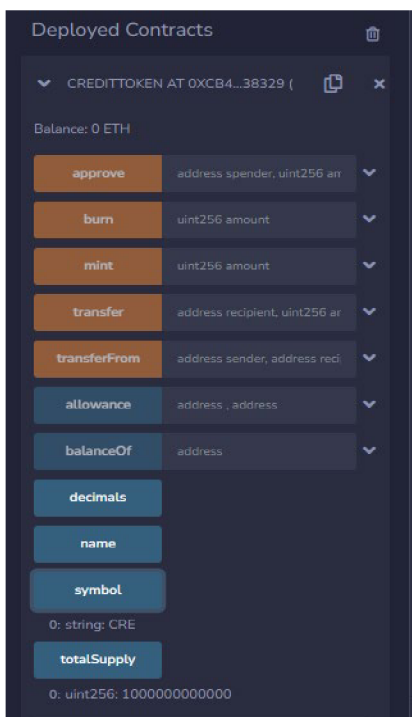 Deployed Contracts
CREDITTOKEN AT 0XCB4...38329 (
Balance: 0 ETH
approve address spender, uint256 am
burn uint256 amount
mint uint256 amount
transfer address recipient, uint256 ar
transferFrom address sender, address reci
allowance address , address
balanceOf address
decimals
name
symbol
0: string: CRE
totalSupply
0: uint256: 1000000000000